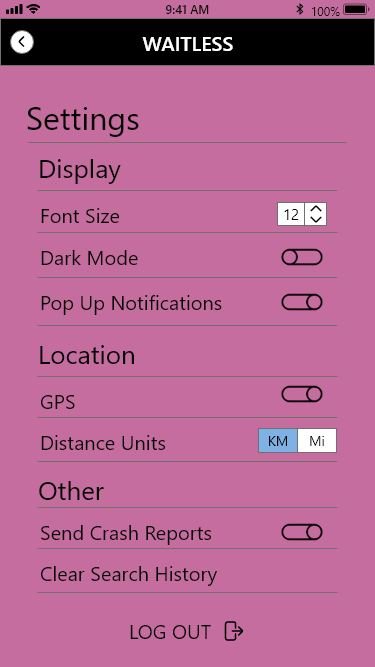 9:41 AM 100%
WAITLESS
Settings
Display
Font Size 12
Dark Mode
Pop Up Notifications
Location
GPS
Distance Units KM Mi
Other
Send Crash Reports
Clear Search History
LOG OUT